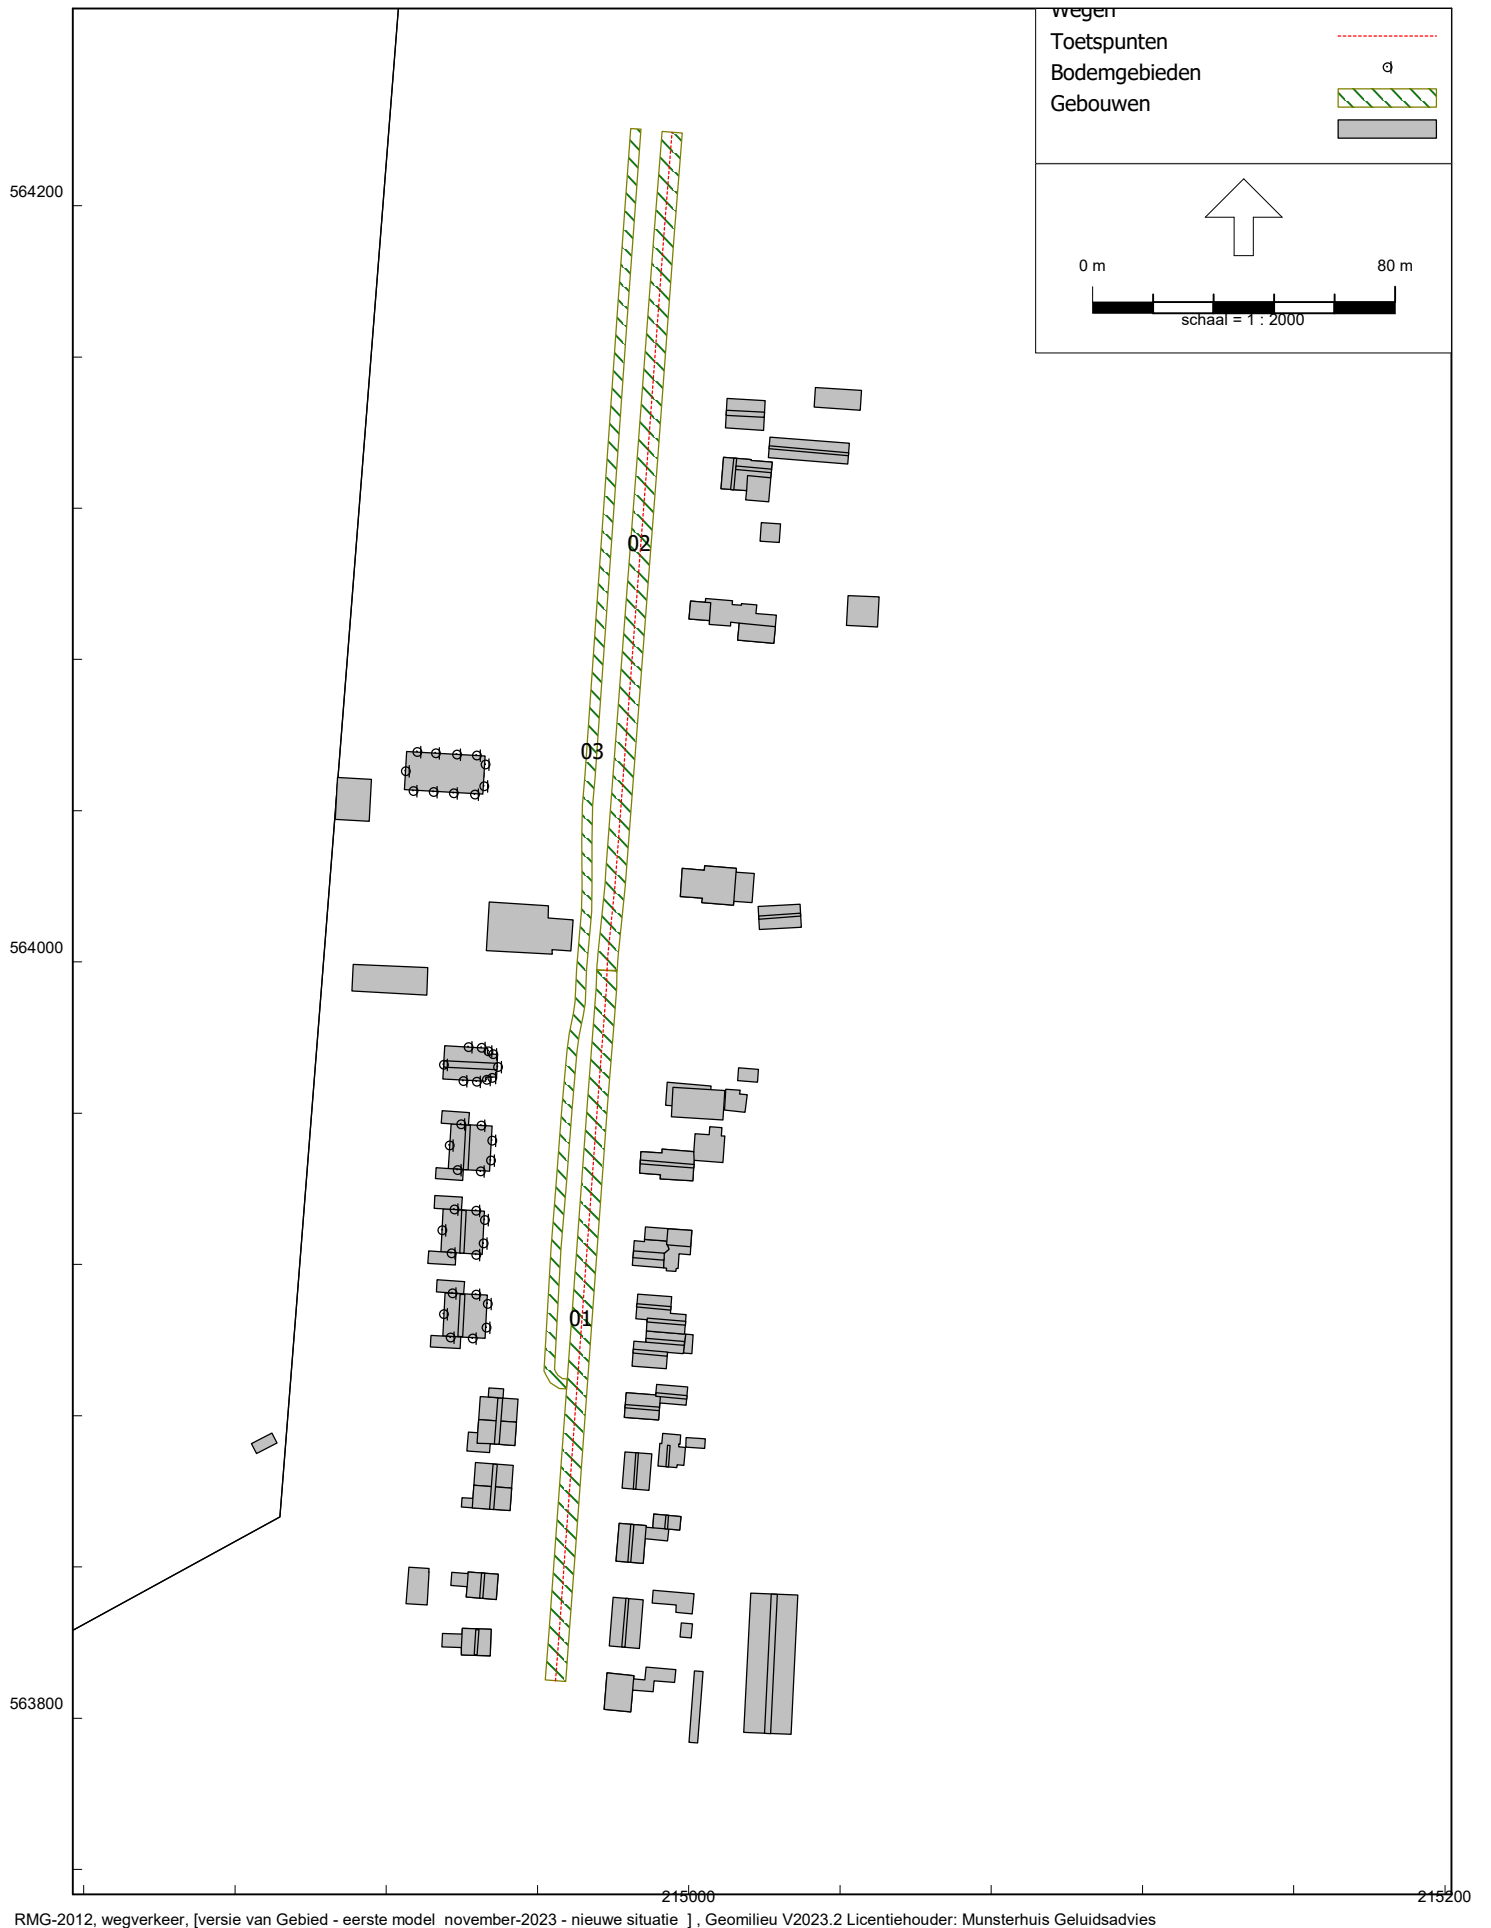 Wegen
Toetspunten
Bodemgebieden
Gebouwen
564200
0 m 80 m
schaal = 1 : 2000
02
03
564000
01
563800
215000 215200
RMG-2012, wegverkeer, [versie van Gebied - eerste model november-2023 - nieuwe situatie ] , Geomilieu V2023.2 Licentiehouder: Munsterhuis Geluidsadvies